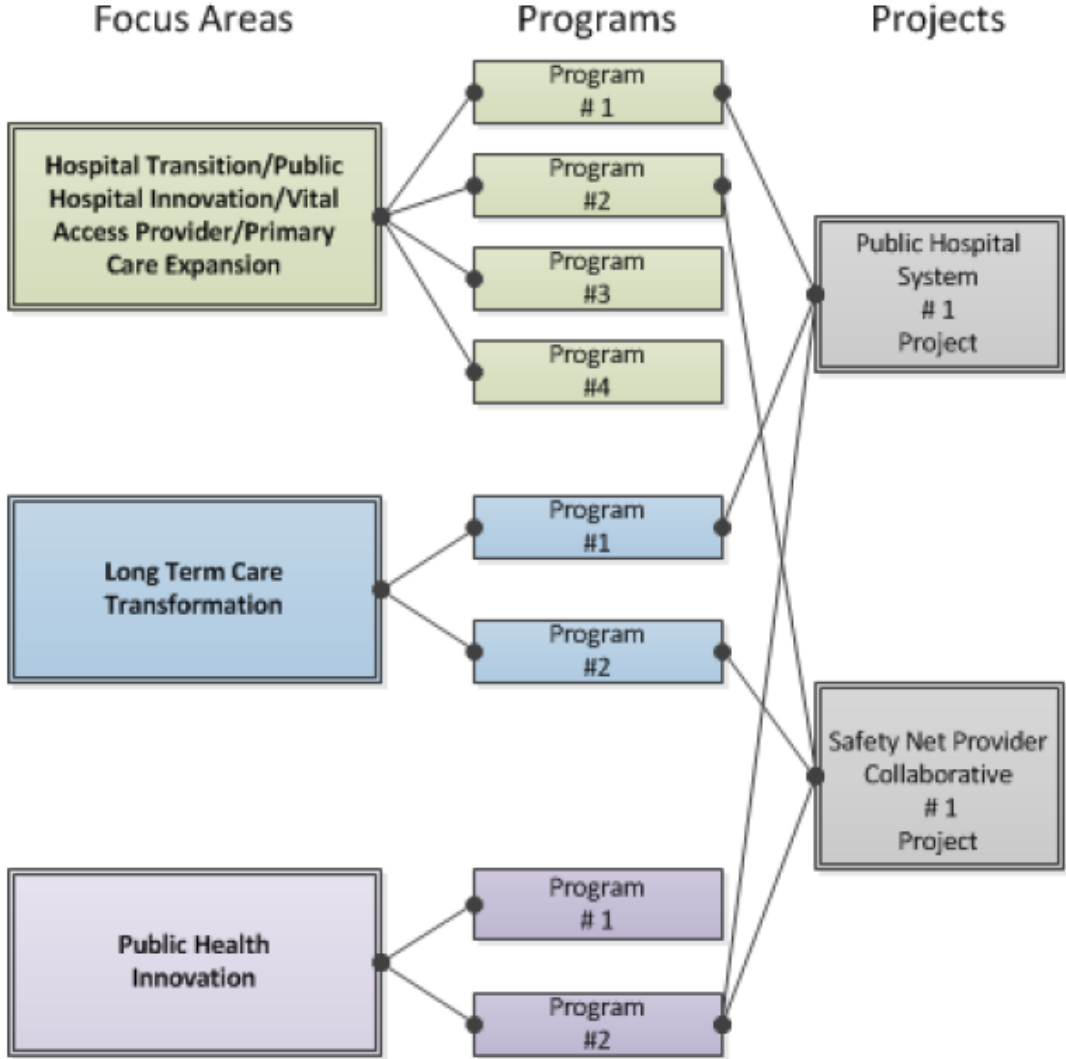 Focus Areas
Programs
Projects
Hospital Transition/Public
Hospital Innovation/Vital
Access Provider/Primary
Care Expansion
Program
# 1
Program
#2
Program
#3
Program
#4
Public Hospital
System
# 1
Project
Long Term Care
Transformation
Program
#1
Program
#2
Safety Net Provider
Collaborative
# 1
Project
Public Health
Innovation
Program
# 1
Program
#2